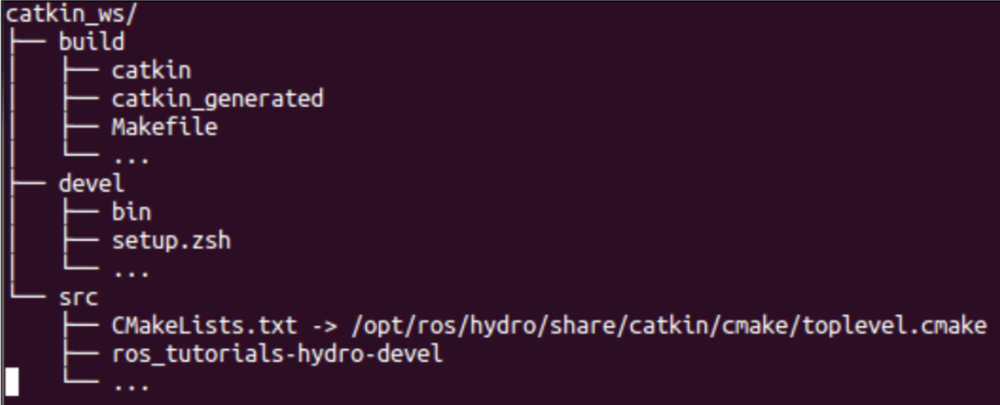 catkin_ws/
├── build
│   ├── catkin
│   ├── catkin_generated
│   ├── Makefile
│   └── ...
├── devel
│   ├── bin
│   ├── setup.zsh
│   └── ...
└── src
    ├── CMakeLists.txt -> /opt/ros/hydro/share/catkin/cmake/toplevel.cmake
    ├── ros_tutorials-hydro-devel
    └── ...